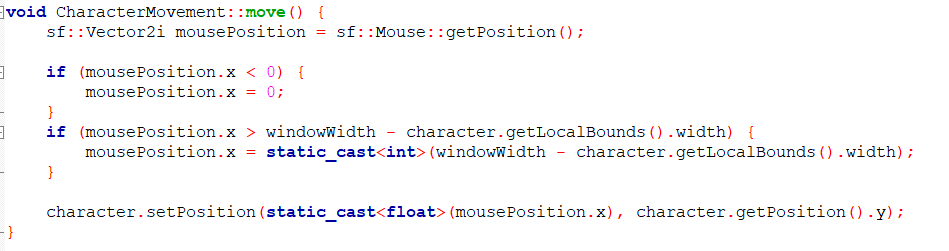 void CharacterMovement::move() {
    sf::Vector2i mousePosition = sf::Mouse::getPosition();

    if (mousePosition.x < 0) {
        mousePosition.x = 0;
    }
    if (mousePosition.x > windowWidth - character.getLocalBounds().width) {
        mousePosition.x = static_cast<int>(windowWidth - character.getLocalBounds().width);
    }

    character.setPosition(static_cast<float>(mousePosition.x), character.getPosition().y);
}